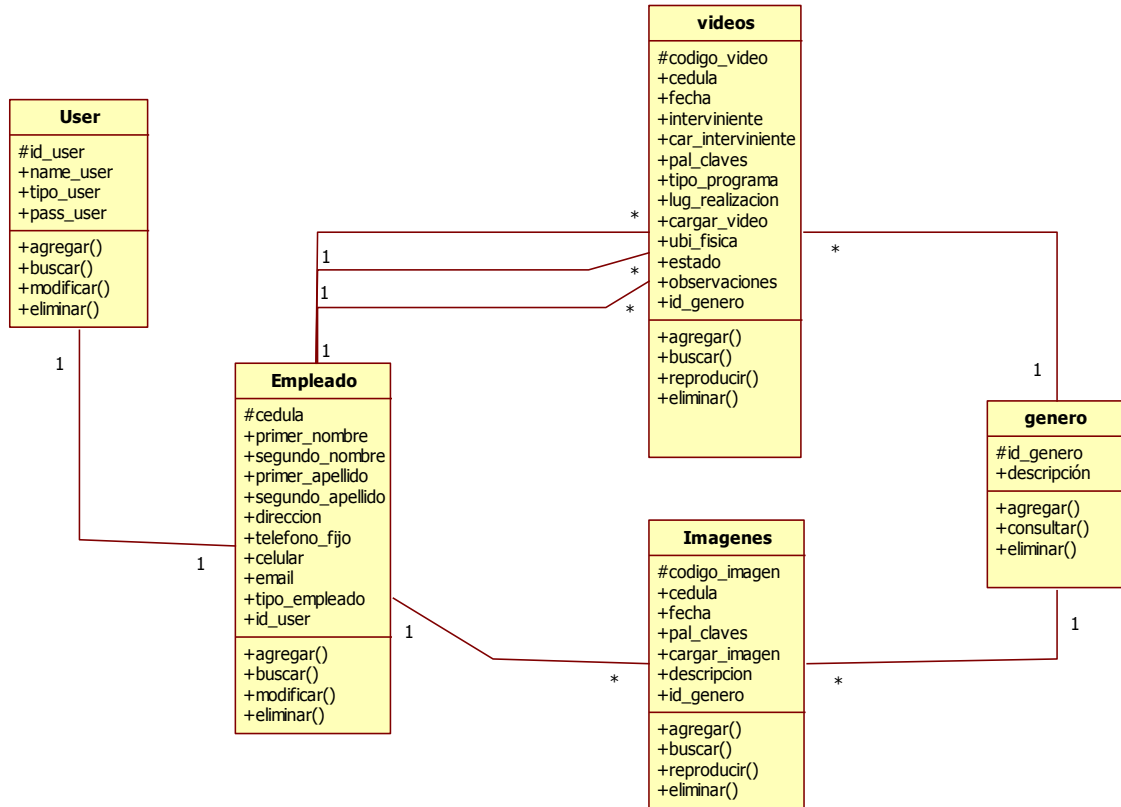 User
#id_user
+name_user
+tipo_user
+pass_user
+agregar()
+buscar()
+modificar()
+eliminar()
1
1
Empleado
#cedula
+primer_nombre
+segundo_nombre
+primer_apellido
+segundo_apellido
+direccion
+telefono_fijo
+celular
+email
+tipo_empleado
+id_user
+agregar()
+buscar()
+modificar()
+eliminar()
1
*
1
*
1
*
1
*
videos
#codigo_video
+cedula
+fecha
+interviniente
+car_interviniente
+pal_claves
+tipo_programa
+lug_realizacion
+cargar_video
+ubi_fisica
+estado
+observaciones
+id_genero
+agregar()
+buscar()
+reproducir()
+eliminar()
*
1
Imagenes
#codigo_imagen
+cedula
+fecha
+pal_claves
+cargar_imagen
+descripcion
+id_genero
+agregar()
+buscar()
+reproducir()
+eliminar()
*
1
genero
#id_genero
+descripción
+agregar()
+consultar()
+eliminar()